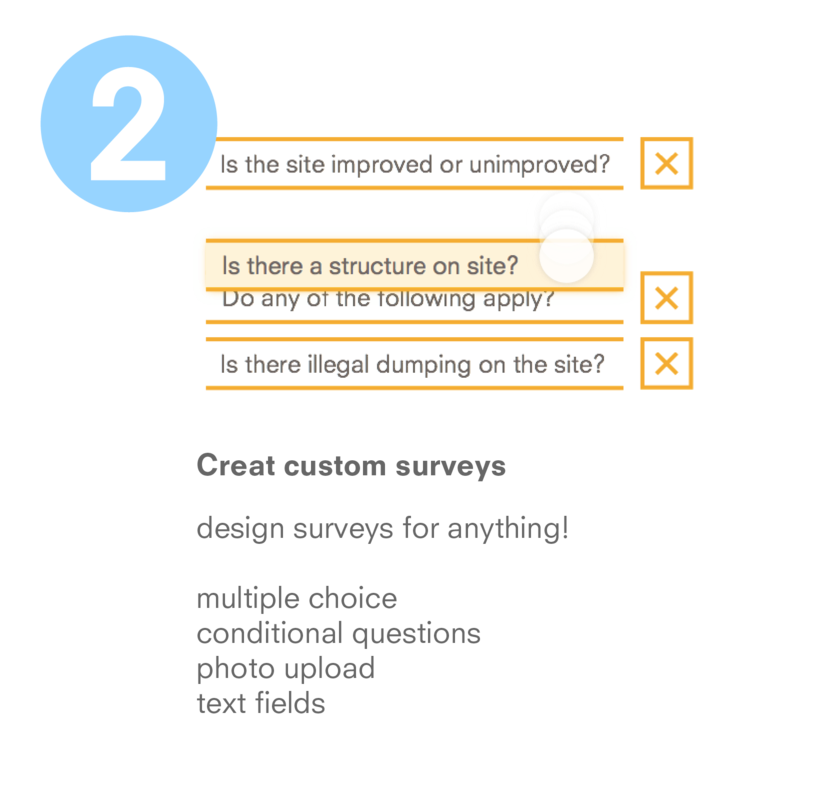 2
Is the site improved or unimproved?
Is there a structure on site?
Do any of the following apply?
Is there illegal dumping on the site?
Creat custom surveys
design surveys for anything!
multiple choice
conditional questions
photo upload
text fields